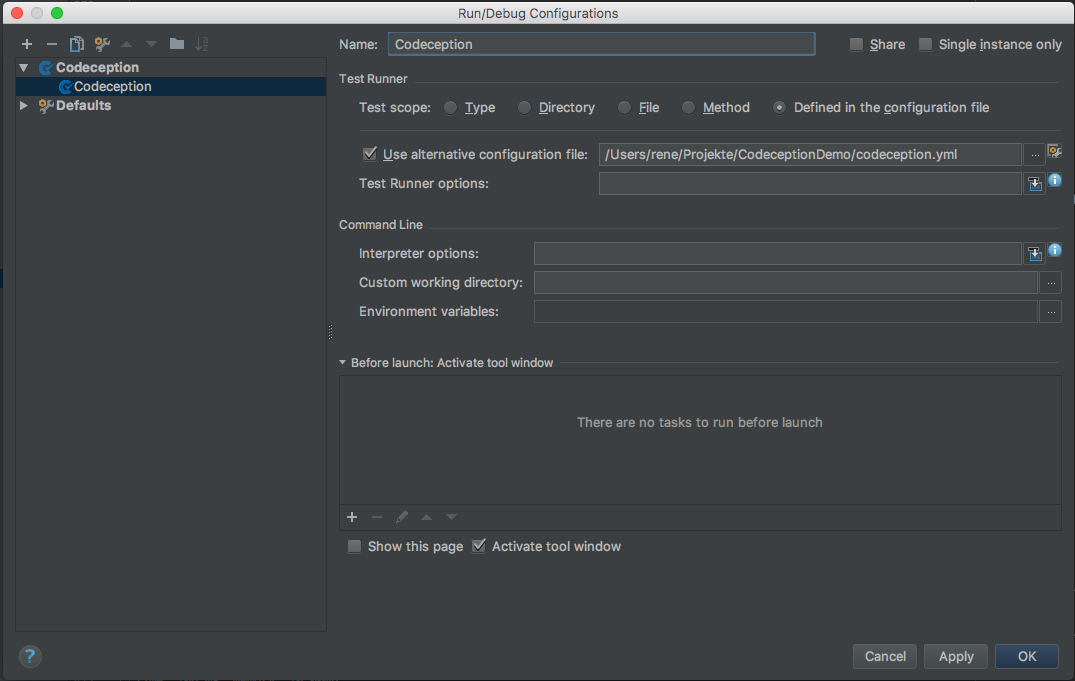 Run/Debug Configurations
Name: Codeception Share Single instance only
Codeception
Codeception
Defaults
Test Runner
Test scope: Type Directory File Method Defined in the configuration file
Use alternative configuration file: /Users/rene/Projekte/CodeceptionDemo/codeception.yml ...
Test Runner options:
Command Line
Interpreter options:
Custom working directory: ...
Environment variables: ...
Before launch: Activate tool window
There are no tasks to run before launch
Show this page Activate tool window
? Cancel Apply OK